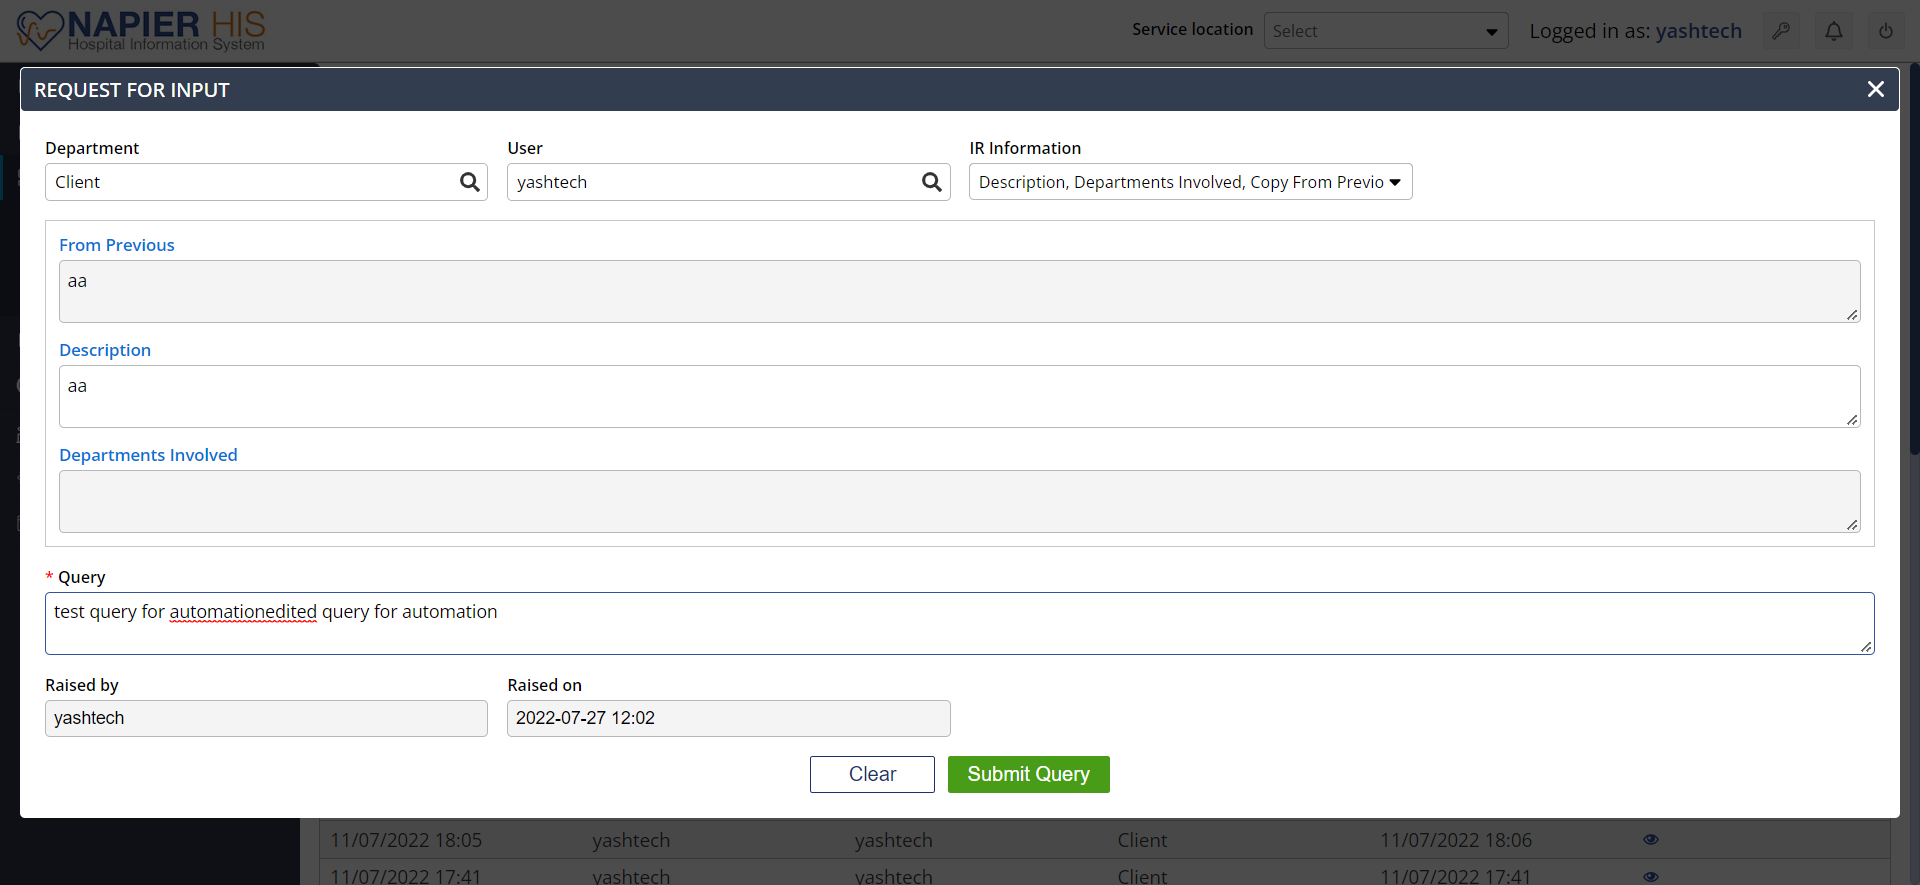 NAPIER HIS
Hospital Information System
Service location
Select
Logged in as: yashtech
REQUEST FOR INPUT
Department
User
IR Information
Client
yashtech
Description, Departments Involved, Copy From Previo
From Previous
aa
Description
aa
Departments Involved
* Query
test query for automationedited query for automation
Raised by
Raised on
yashtech
2022-07-27 12:02
Clear
Submit Query
11/07/2022 18:05 yashtech yashtech Client 11/07/2022 18:06
11/07/2022 17:41 yashtech yashtech Client 11/07/2022 17:41